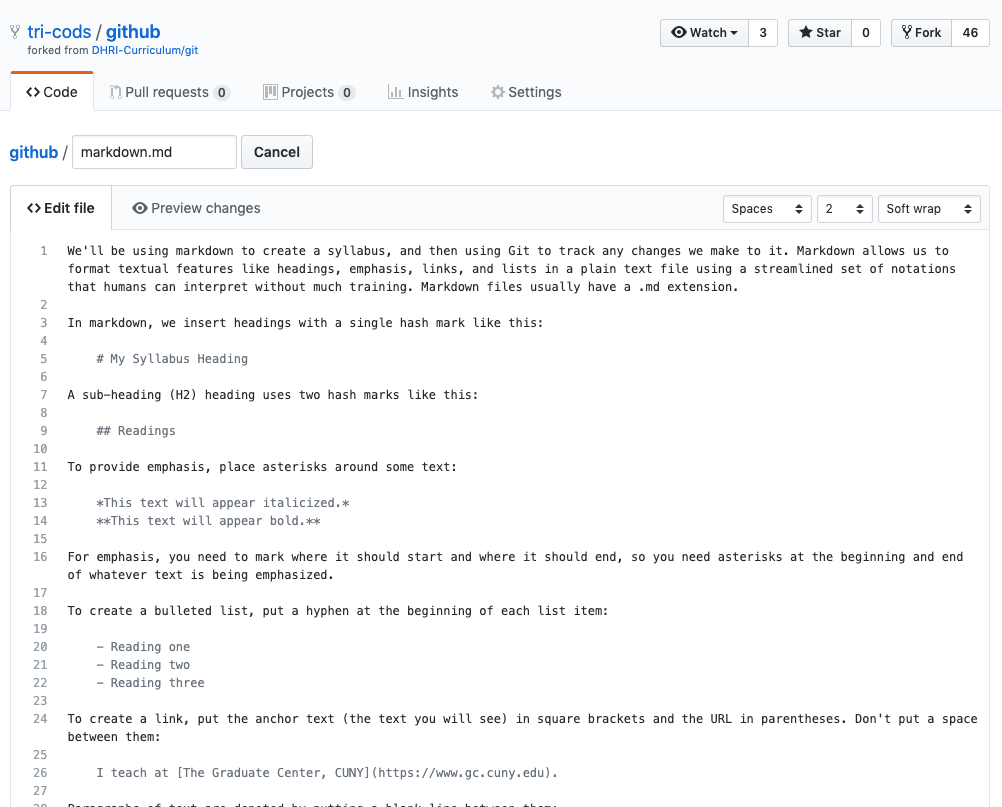 tri-cods / github
forked from DHRI-Curriculum/git
Watch 3 Star 0 Fork 46
Code Pull requests 0 Projects 0 Insights Settings
github / markdown.md Cancel
Edit file Preview changes Spaces 2 Soft wrap
1 We'll be using markdown to create a syllabus, and then using Git to track any changes we make to it. Markdown allows us to
format textual features like headings, emphasis, links, and lists in a plain text file using a streamlined set of notations
that humans can interpret without much training. Markdown files usually have a .md extension.
2
3 In markdown, we insert headings with a single hash mark like this:
4
5 # My Syllabus Heading
6
7 A sub-heading (H2) heading uses two hash marks like this:
8
9 ## Readings
10
11 To provide emphasis, place asterisks around some text:
12
13 *This text will appear italicized.*
14 **This text will appear bold.**
15
16 For emphasis, you need to mark where it should start and where it should end, so you need asterisks at the beginning and end
of whatever text is being emphasized.
17
18 To create a bulleted list, put a hyphen at the beginning of each list item:
19
20 - Reading one
21 - Reading two
22 - Reading three
23
24 To create a link, put the anchor text (the text you will see) in square brackets and the URL in parentheses. Don't put a space
between them:
25
26 I teach at [The Graduate Center, CUNY](https://www.gc.cuny.edu).
27
28 Paragraphs of text are denoted by putting a blank line between them: